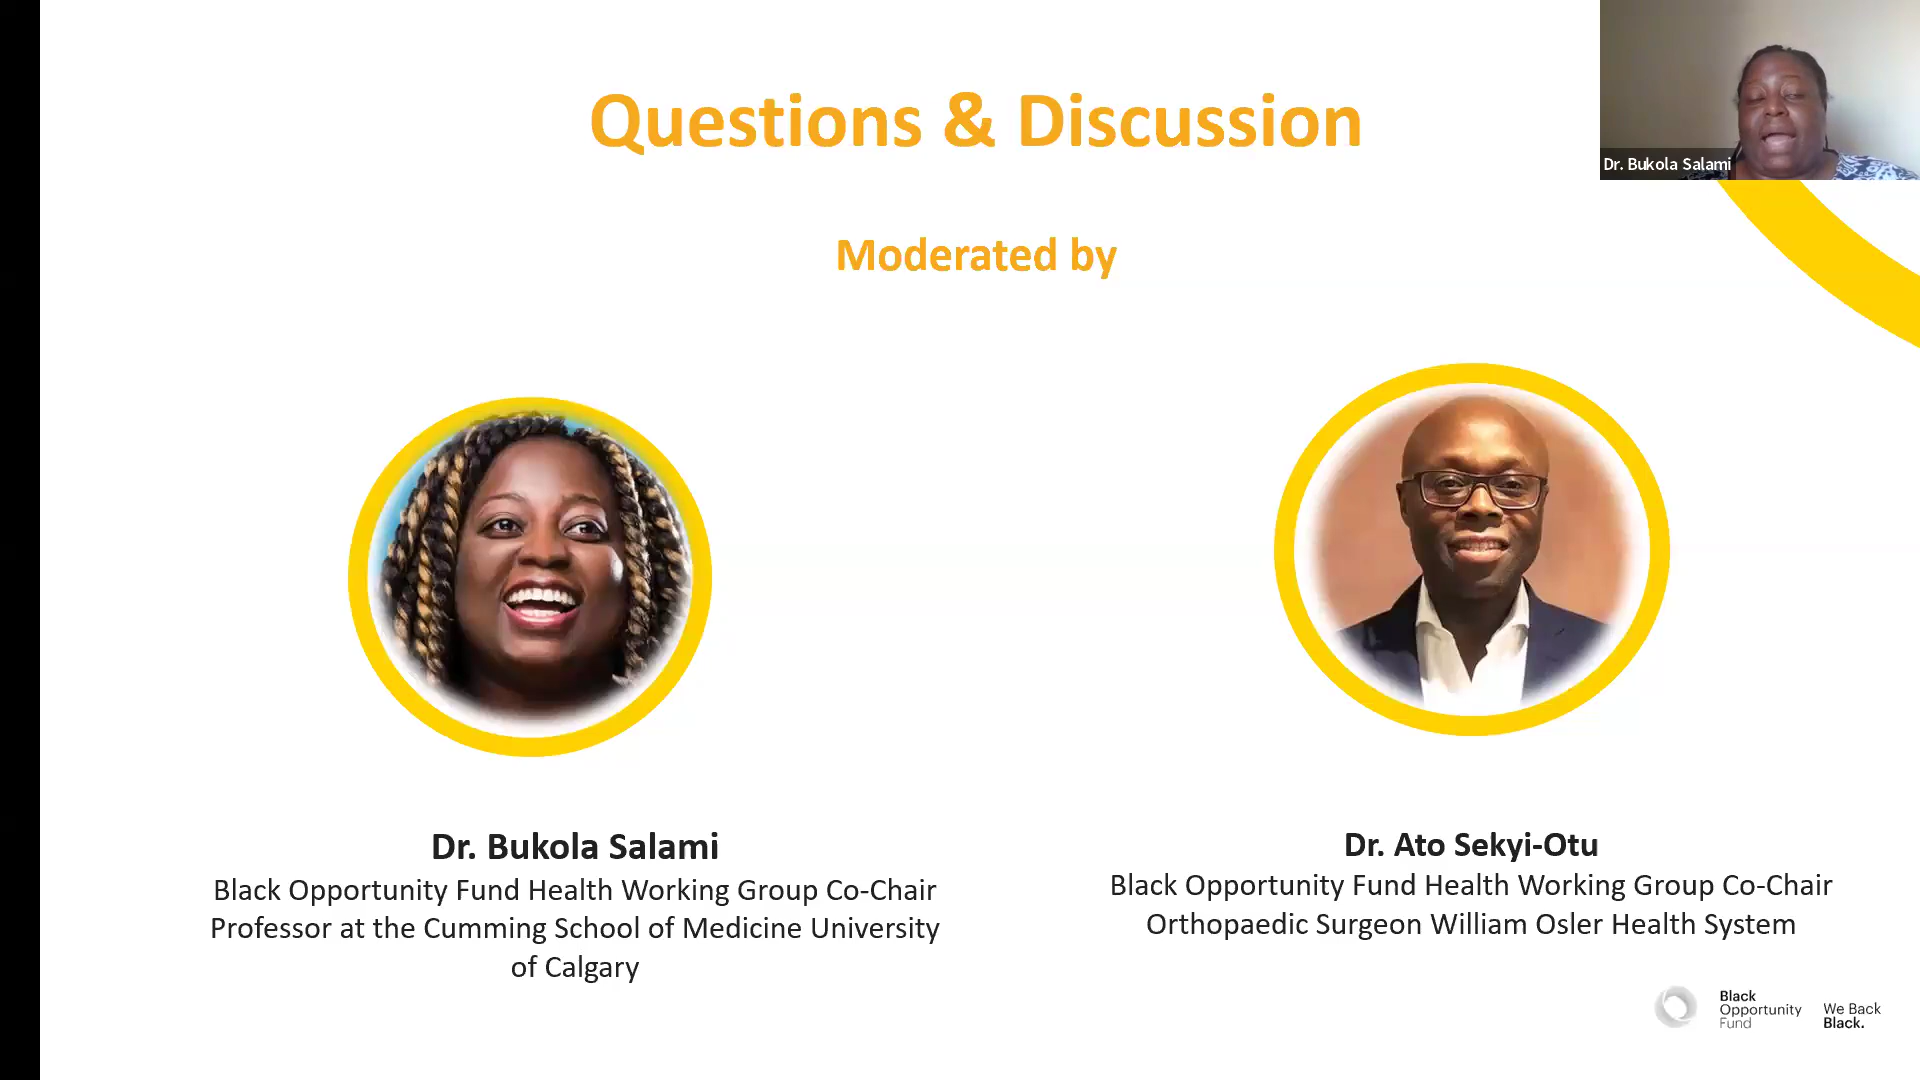 Questions & Discussion
Dr. Bukola Salami
Moderated by
Dr. Bukola Salami
Black Opportunity Fund Health Working Group Co-Chair
Professor at the Cumming School of Medicine University
of Calgary
Dr. Ato Sekyi-Otu
Black Opportunity Fund Health Working Group Co-Chair
Orthopaedic Surgeon William Osler Health System
Black
Opportunity
Fund
We Back
Black.